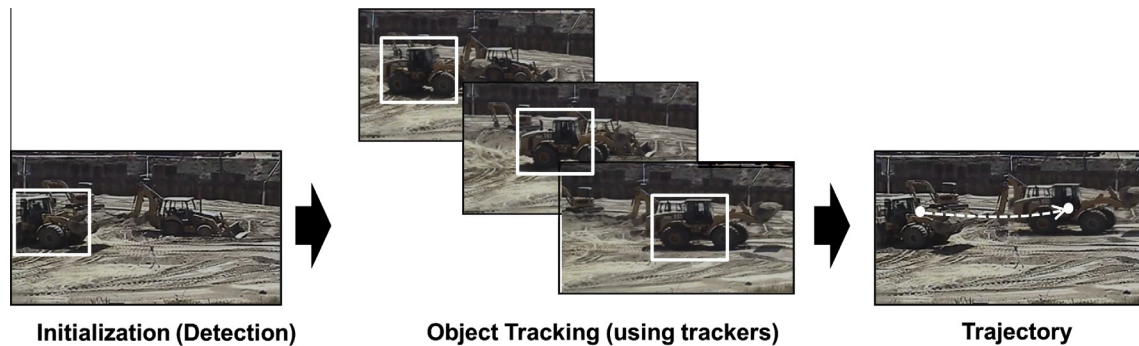 Initialization (Detection)
Object Tracking (using trackers)
Trajectory